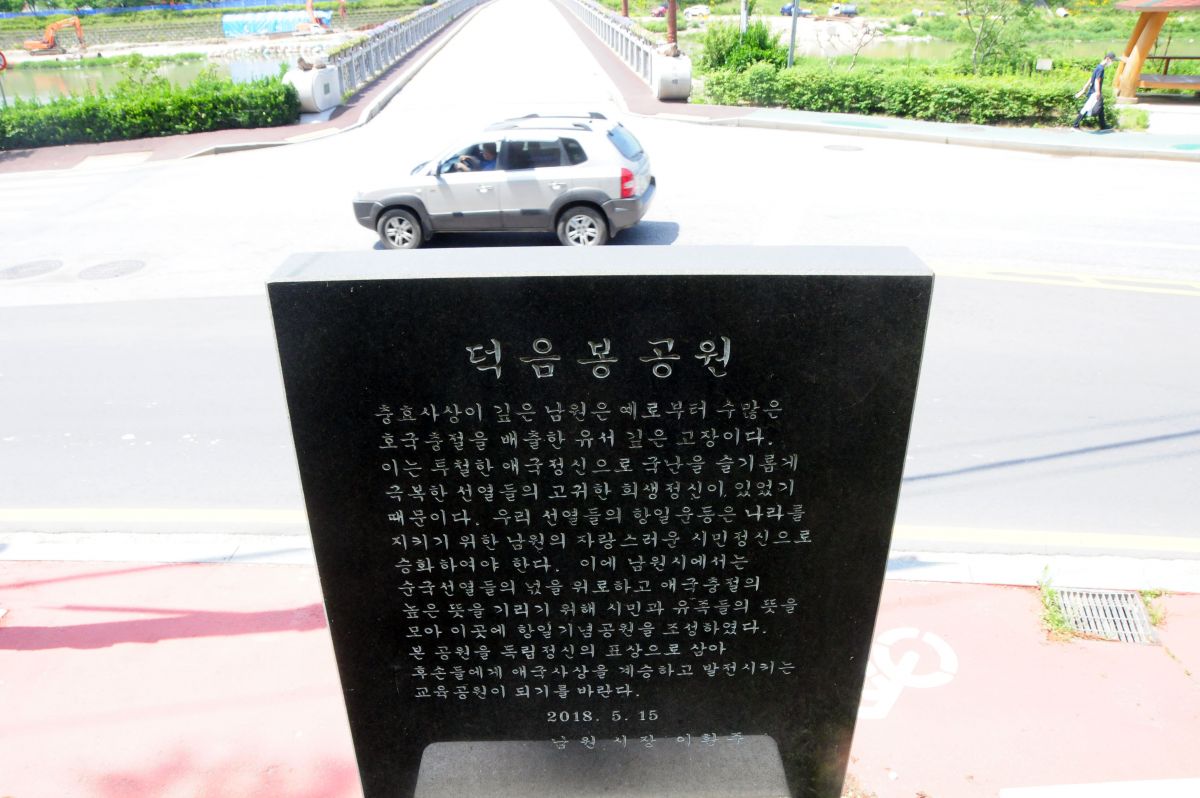 덕음봉공원
충효사상이 깊은 남원은 예로부터 수많은
호국충절을 배출한 유서 깊은 고장이다.
이는 투철한 애국정신으로 국난을 슬기롭게
극복한 선열들의 고귀한 희생정신이 있었기
때문이다. 우리 선열들의 항일운동은 나라를
지키기 위한 남원의 자랑스러운 시민정신으로
승화하여야 한다. 이에 남원시에서는
순국선열들의 넋을 위로하고 애국충절의
높은 뜻을 기리기 위해 시민과 유족들의 뜻을
모아 이곳에 항일기념공원을 조성하였다.
본 공원을 독립정신의 표상으로 삼아
후손들에게 애국사상을 계승하고 발전시키는
교육공원이 되기를 바란다.
2018. 5. 15
남원시장 이환주